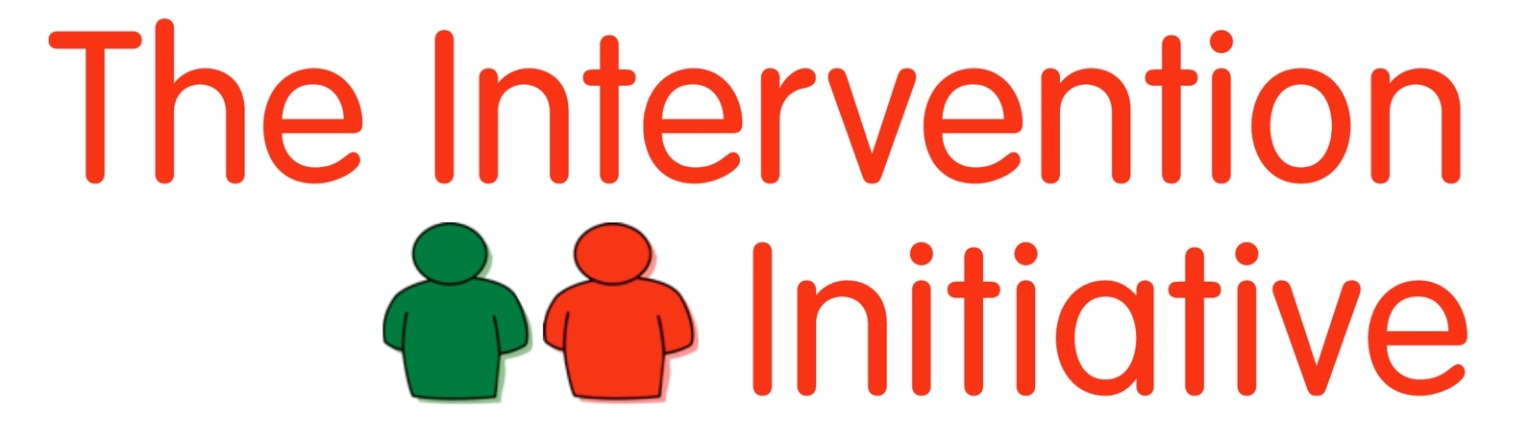 The Intervention
Initiative